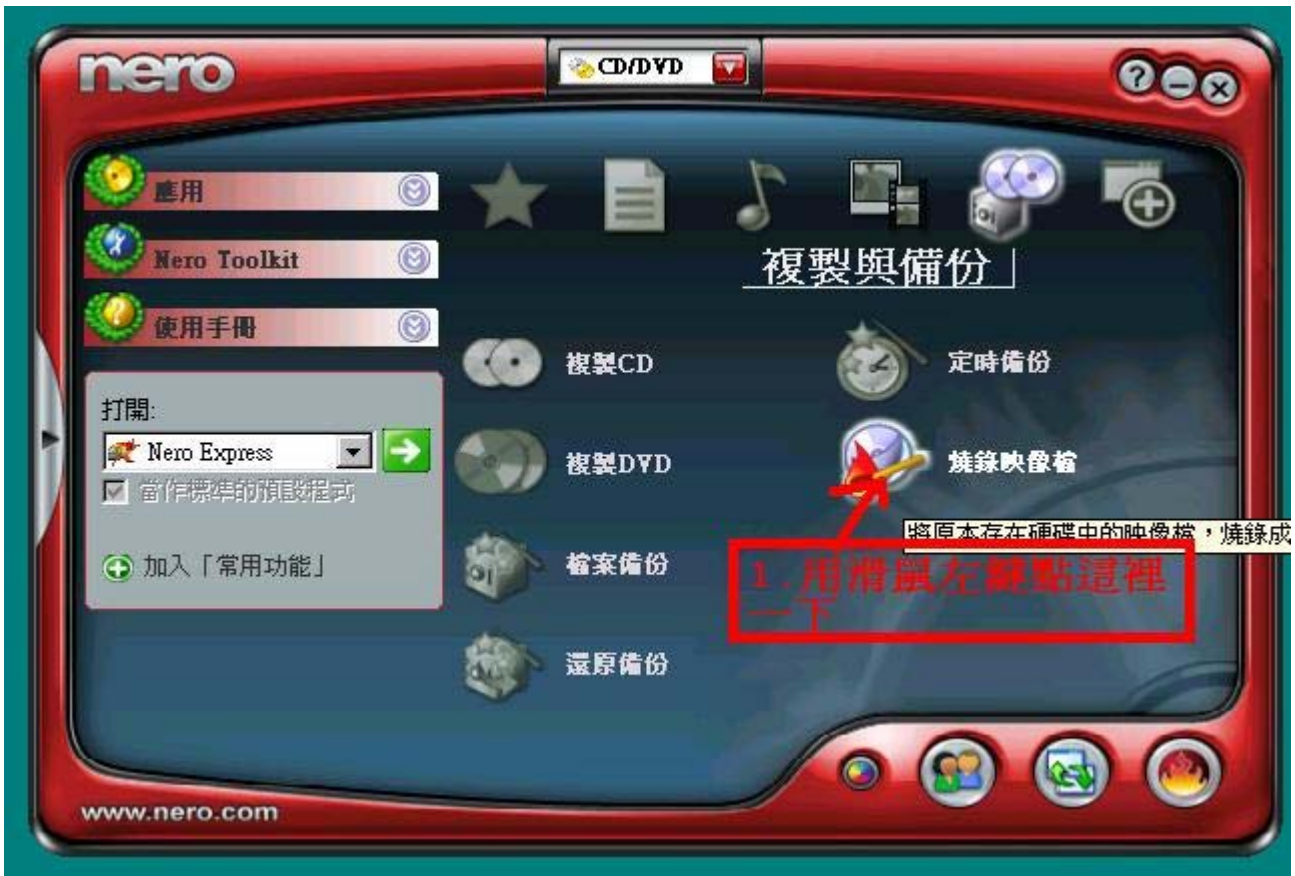 nero
CD/DVD
應用
Nero Toolkit
使用手冊
打開:
Nero Express
當作標準的預設程式
加入「常用功能」
複製與備份
複製CD
定時備份
複製DVD
燒錄映像檔
將原本存在硬碟中的映像檔，燒錄成
檔案備份
1.用滑鼠左鍵點這裡
一下
還原備份
www.nero.com